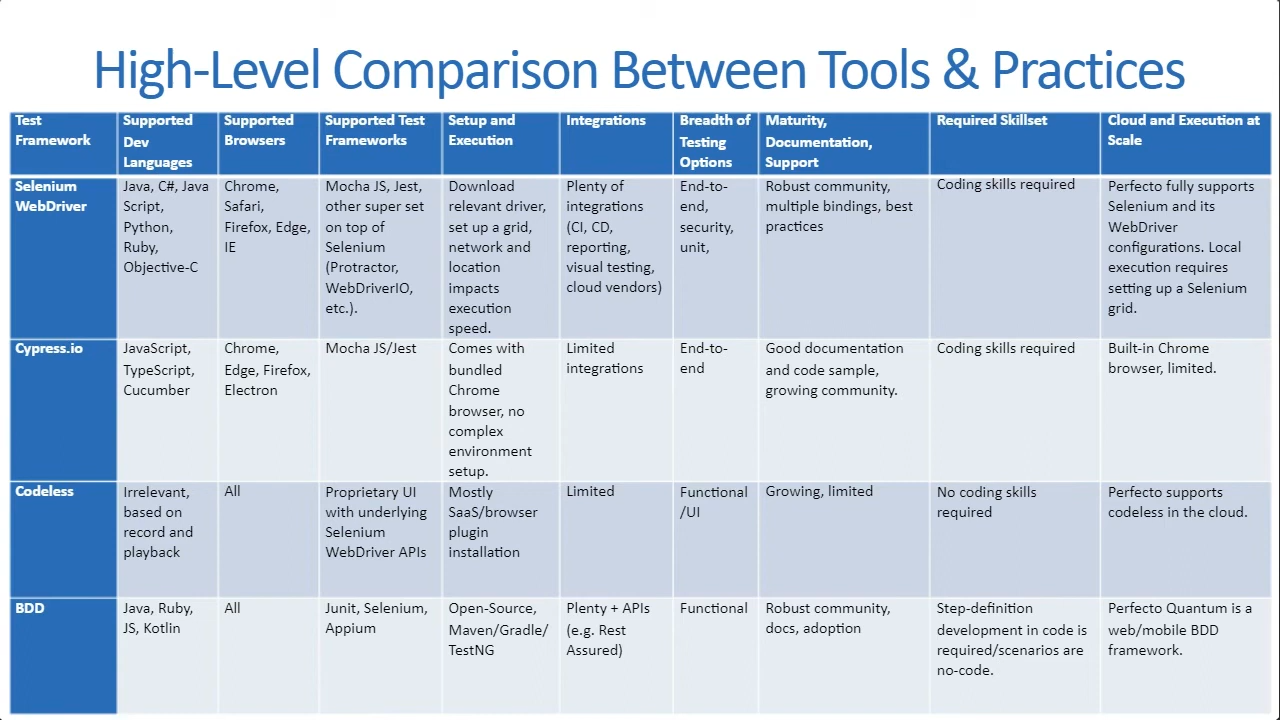 High-Level Comparison Between Tools & Practices
Test
Framework
Supported
Dev
Languages
Supported
Browsers
Supported Test
Frameworks
Setup and
Execution
Integrations
Breadth of
Testing
Options
Maturity,
Documentation,
Support
Required Skillset
Cloud and Execution at
Scale
Selenium
WebDriver
Java, C#, Java
Script,
Python,
Ruby,
Objective-C
Chrome,
Safari,
Firefox, Edge,
IE
Mocha JS, Jest,
other super set
on top of
Selenium
(Protractor,
WebDriverIO,
etc.).
Download
relevant driver,
set up a grid,
network and
location
impacts
execution
speed.
Plenty of
integrations
(CI, CD,
reporting,
visual testing,
cloud vendors)
End-to-
end,
security,
unit,
Robust community,
multiple bindings, best
practices
Coding skills required
Perfecto fully supports
Selenium and its
WebDriver
configurations. Local
execution requires
setting up a Selenium
grid.
Cypress.io
JavaScript,
TypeScript,
Cucumber
Chrome,
Edge, Firefox,
Electron
Mocha JS/Jest
Comes with
bundled
Chrome
browser, no
complex
environment
setup.
Limited
integrations
End-to-
end
Good documentation
and code sample,
growing community.
Coding skills required
Built-in Chrome
browser, limited.
Codeless
Irrelevant,
based on
record and
playback
All
Proprietary UI
with underlying
Selenium
WebDriver APIs
Mostly
SaaS/browser
plugin
installation
Limited
Functional
/UI
Growing, limited
No coding skills
required
Perfecto supports
codeless in the cloud.
BDD
Java, Ruby,
JS, Kotlin
All
Junit, Selenium,
Appium
Open-Source,
Maven/Gradle/
TestNG
Plenty + APIs
(e.g. Rest
Assured)
Functional
Robust community,
docs, adoption
Step-definition
development in code is
required/scenarios are
no-code.
Perfecto Quantum is a
web/mobile BDD
framework.